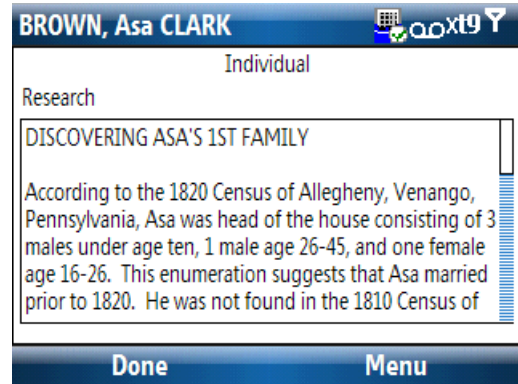 BROWN, Asa CLARK
xt9
Individual
Research
DISCOVERING ASA'S 1ST FAMILY
According to the 1820 Census of Allegheny, Venango,
Pennsylvania, Asa was head of the house consisting of 3
males under age ten, 1 male age 26-45, and one female
age 16-26. This enumeration suggests that Asa married
prior to 1820. He was not found in the 1810 Census of
Done
Menu